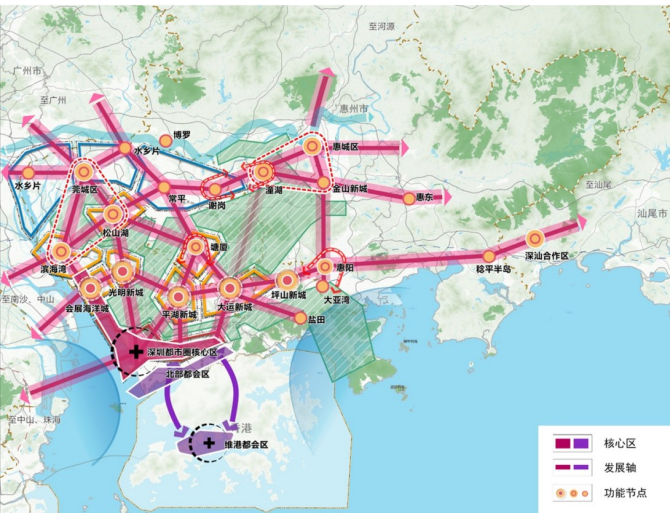 至河源
广州市
至广州
惠州市
博罗
水乡片
惠城区
水乡片
莞城区
常平
谢岗
潼湖
金山新城
惠东
至汕尾
汕尾市
松山湖
塘厦
滨海湾
惠阳
深汕合作区
稔平半岛
光明新城
坪山新城
大亚湾
至南沙、中山
会展海洋城
平湖新城
大运新城
盐田
深圳都市圈核心区
北部都会区
至中山、珠海
香港
维港都会区
核心区
发展轴
功能节点